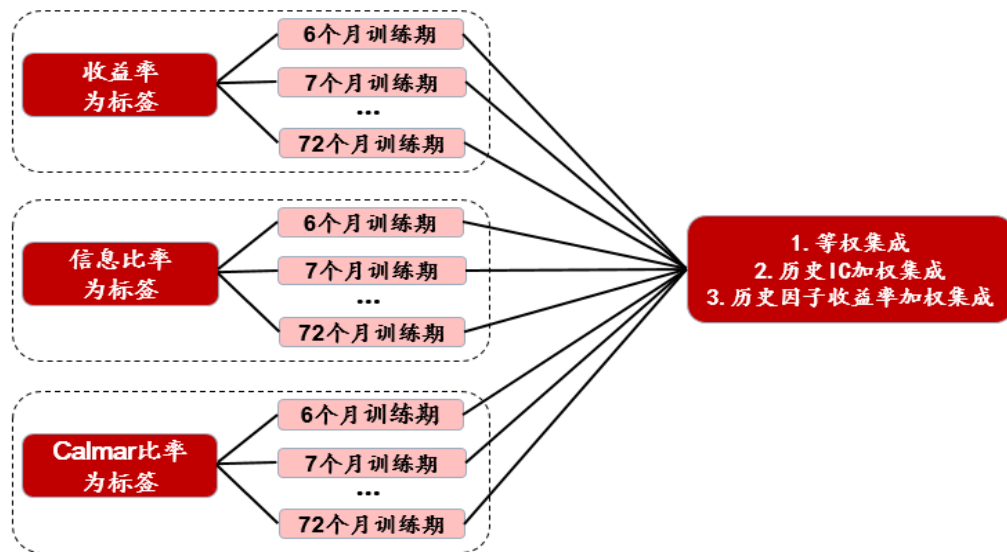 收益率
为标签
6个月训练期
7个月训练期
...
72个月训练期
信息比率
为标签
6个月训练期
7个月训练期
...
72个月训练期
Calmar比率
为标签
6个月训练期
7个月训练期
...
72个月训练期
1. 等权集成
2. 历史IC加权集成
3. 历史因子收益率加权集成